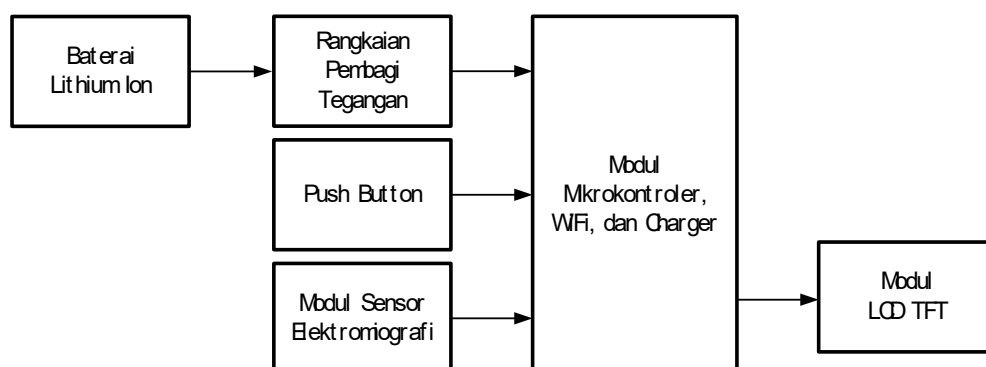 Baterai
Lithium Ion
Rangkaian
Pembagi
Tegangan
Push Button
Modul Sensor
Elektromiografi
Modul
Mikrokontroler,
WiFi, dan Charger
Modul
LCD TFT